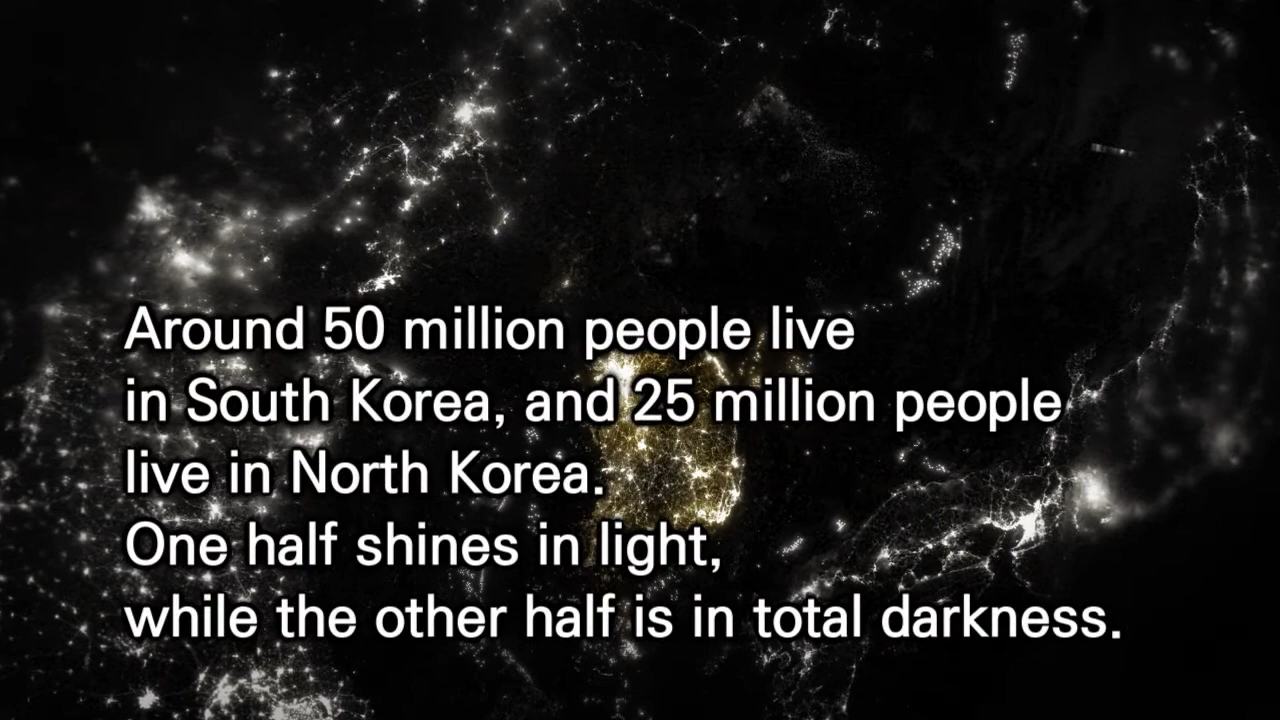 Around 50 million people live
in South Korea, and 25 million people
live in North Korea.
One half shines in light,
while the other half is in total darkness.